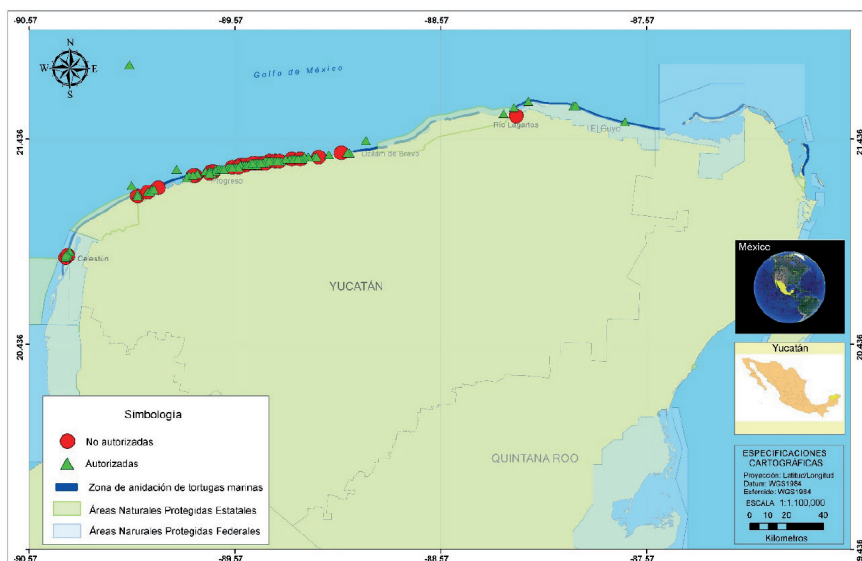 -90.57
-89.57
-88.57
-87.57
N
W E
S
Golfo de México
Río Lagartos
El Cuyo
21.436
21.436
Dzilám de Bravo
Progreso
Celestún
YUCATÁN
México
20.436
20.436
Yucatán
Simbología
No autorizadas
Autorizadas
Zona de anidación de tortugas marinas
Áreas Naturales Protegidas Estatales
Áreas Narurales Protegidas Federales
QUINTANA ROO
ESPECIFICACIONES
CARTOGRÁFICAS
Proyección: Latitud/Longitud
Datum: WGS1984
Esferoide: WGS1984
ESCALA 1:1,100,000
0 10 20 40
Kilometros
9.436
-90.57
-89.57
-88.57
-87.57